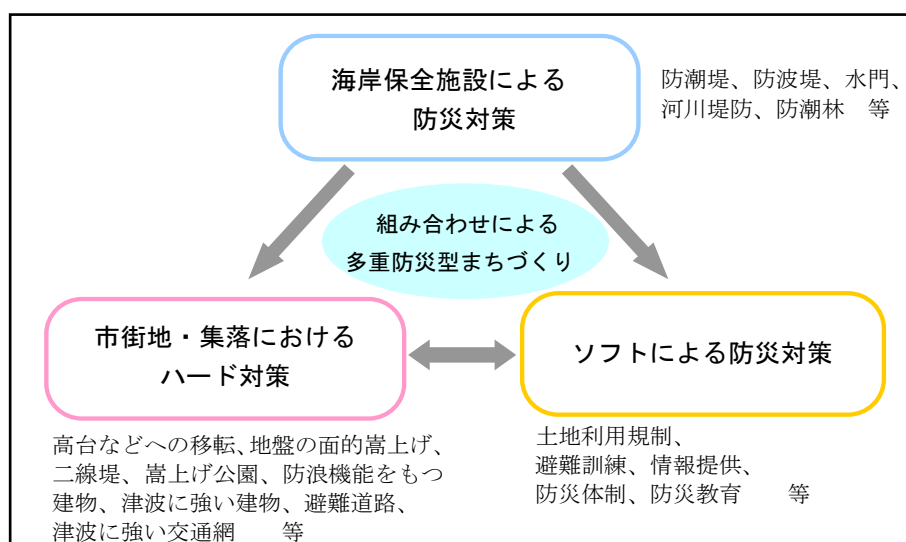 海岸保全施設による
防災対策
防潮堤、防波堤、水門、
河川堤防、防潮林　等
組み合わせによる
多重防災型まちづくり
市街地・集落における
ハード対策
ソフトによる防災対策
高台などへの移転、地盤の面的嵩上げ、
二線堤、嵩上げ公園、防浪機能をもつ
建物、津波に強い建物、避難道路、
津波に強い交通網　　等
土地利用規制、
避難訓練、情報提供、
防災体制、防災教育　　等